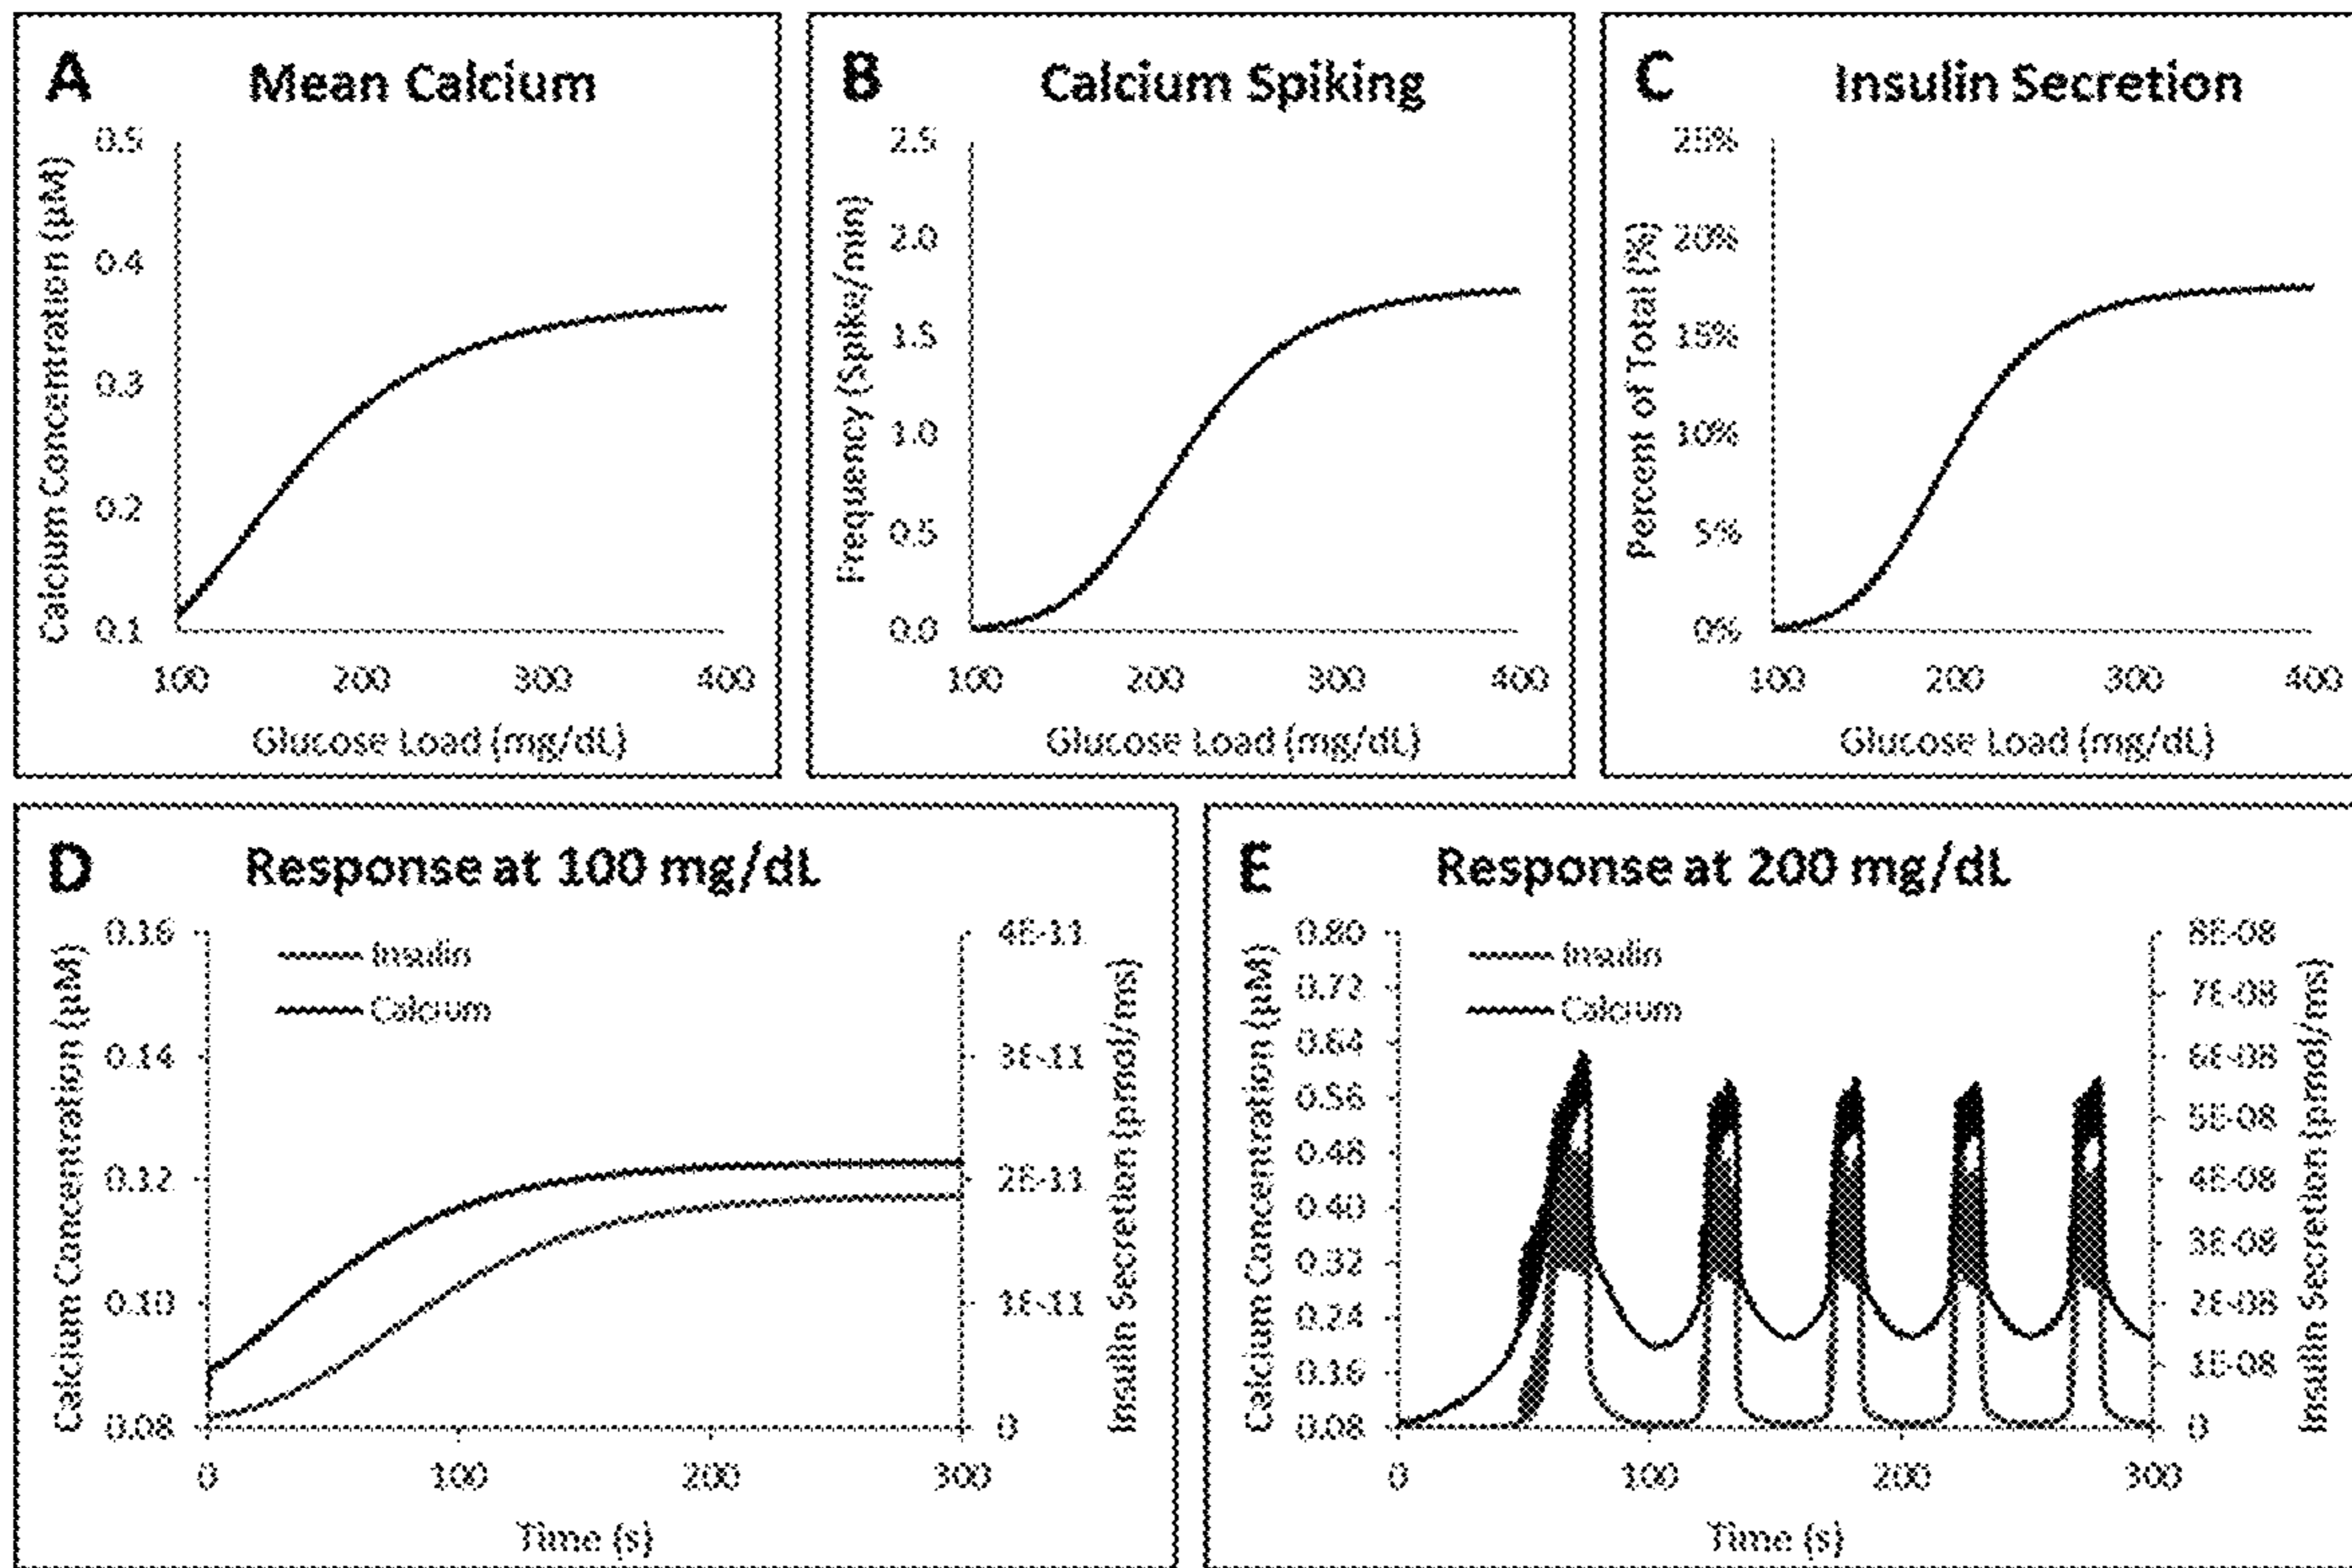 A Mean Calcium
Calcium Concentration (µM)
0.5
0.4
0.3
0.2
0.1
100 200 300 400
Glucose Load (mg/dL)
B Calcium Spiking
Frequency (Spike/min)
2.5
2.0
1.5
1.0
0.5
0.0
100 200 300 400
Glucose Load (mg/dL)
C Insulin Secretion
Percent of Total (%)
25%
20%
15%
10%
5%
0%
100 200 300 400
Glucose Load (mg/dL)
D Response at 100 mg/dL
Calcium Concentration (µM)
0.16
0.14
0.12
0.10
0.08
Insulin
Calcium
4E-11
3E-11
2E-11
1E-11
0
Insulin Secretion (pmol/ms)
0 100 200 300
Time (s)
E Response at 200 mg/dL
Calcium Concentration (µM)
0.80
0.72
0.64
0.56
0.48
0.40
0.32
0.24
0.16
0.08
Insulin
Calcium
8E-08
7E-08
6E-08
5E-08
4E-08
3E-08
2E-08
1E-08
0
Insulin Secretion (pmol/ms)
0 100 200 300
Time (s)